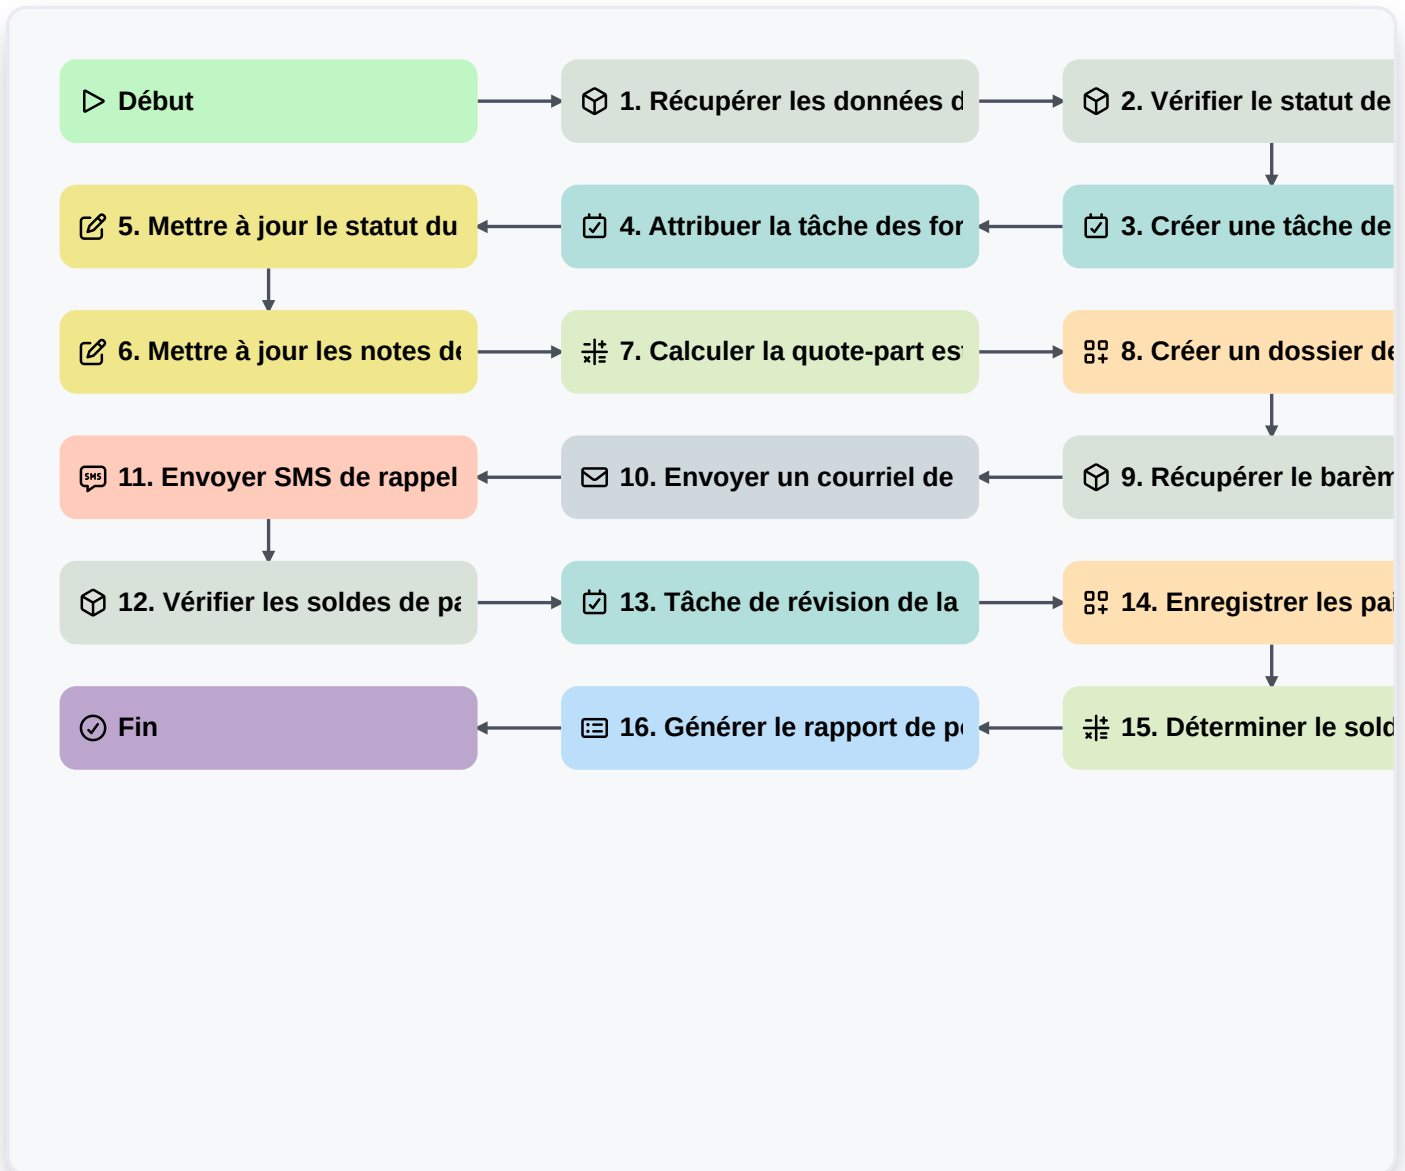 Début
1. Récupérer les données
2. Vérifier le statut de
5. Mettre à jour le statut du
4. Attribuer la tâche des
3. Créer une tâche de
6. Mettre à jour les notes
7. Calculer la quote-part
8. Créer un dossier
11. Envoyer SMS de rappel
10. Envoyer un courriel de
9. Récupérer le
12. Vérifier les soldes de
13. Tâche de révision de la
14. Enregistrer les
Fin
16. Générer le rapport de
15. Déterminer le